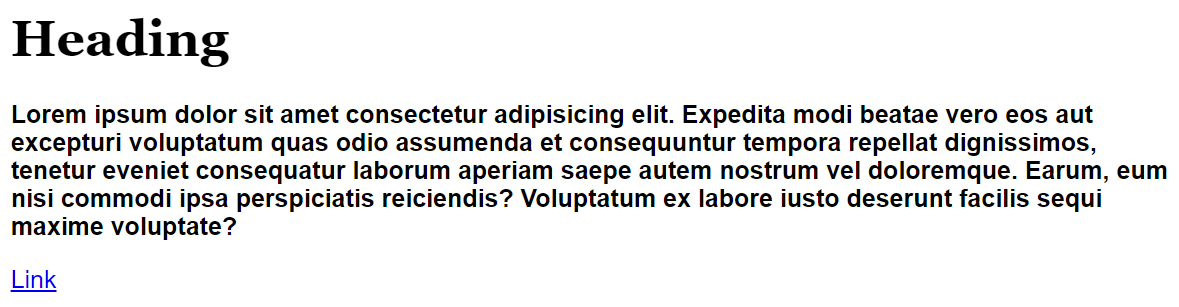 Heading
Lorem ipsum dolor sit amet consectetur adipisicing elit. Expedita modi beatae vero eos aut
excepturi voluptatum quas odio assumenda et consequuntur tempora repellat dignissimos,
tenetur eveniet consequatur laborum aperiam saepe autem nostrum vel doloremque. Earum, eum
nisi commodi ipsa perspiciatis reiciendis? Voluptatum ex labore iusto deserunt facilis sequi
maxime voluptate?
Link